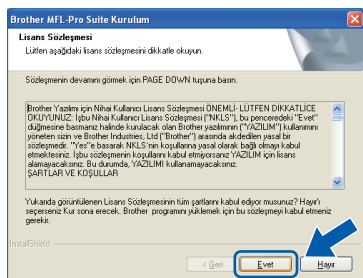 Brother MFL-Pro Suite Kurulum
Lisans Sözleşmesi
Lütfen aşağıdaki lisans sözleşmesini dikkatle okuyun.
Sözleşmenin devamını görmek için PAGE DOWN tuşuna basın.
Brother Yazılımı için Nihai Kullanıcı Lisans Sözleşmesi ÖNEMLİ- LÜTFEN DİKKATLİCE
OKUYUNUZ: İşbu Nihai Kullanıcı Lisans Sözleşmesi ("NKLS"), bu penceredeki "Evet"
düğmesine basmanız halinde kurulacak olan Brother yazılımının ("YAZILIM") kullanımını
yöneten sizin ve Brother Industries, Ltd ("Brother") arasında akdedilen yasal bir
sözleşmedir. "Yes"e basarak NKLS'nin koşullarına yasal olarak bağlı olmayı kabul
etmektesiniz. İşbu sözleşmenin koşullarını kabul etmiyorsanız YAZILIM için lisans
alamayacaksınız. Bu durumda, YAZILIMI kullanamayacaksınız.
ŞARTLAR VE KOŞULLAR
Yukarıda görüntülenen Lisans Sözleşmesinin tüm şartlarını kabul ediyor musunuz? Hayır'ı
seçerseniz Kur sona erecek. Brother programını yüklemek için bu sözleşmeyi kabul etmeniz
gerekir.
InstallShield
< Geri
Evet
Hayır